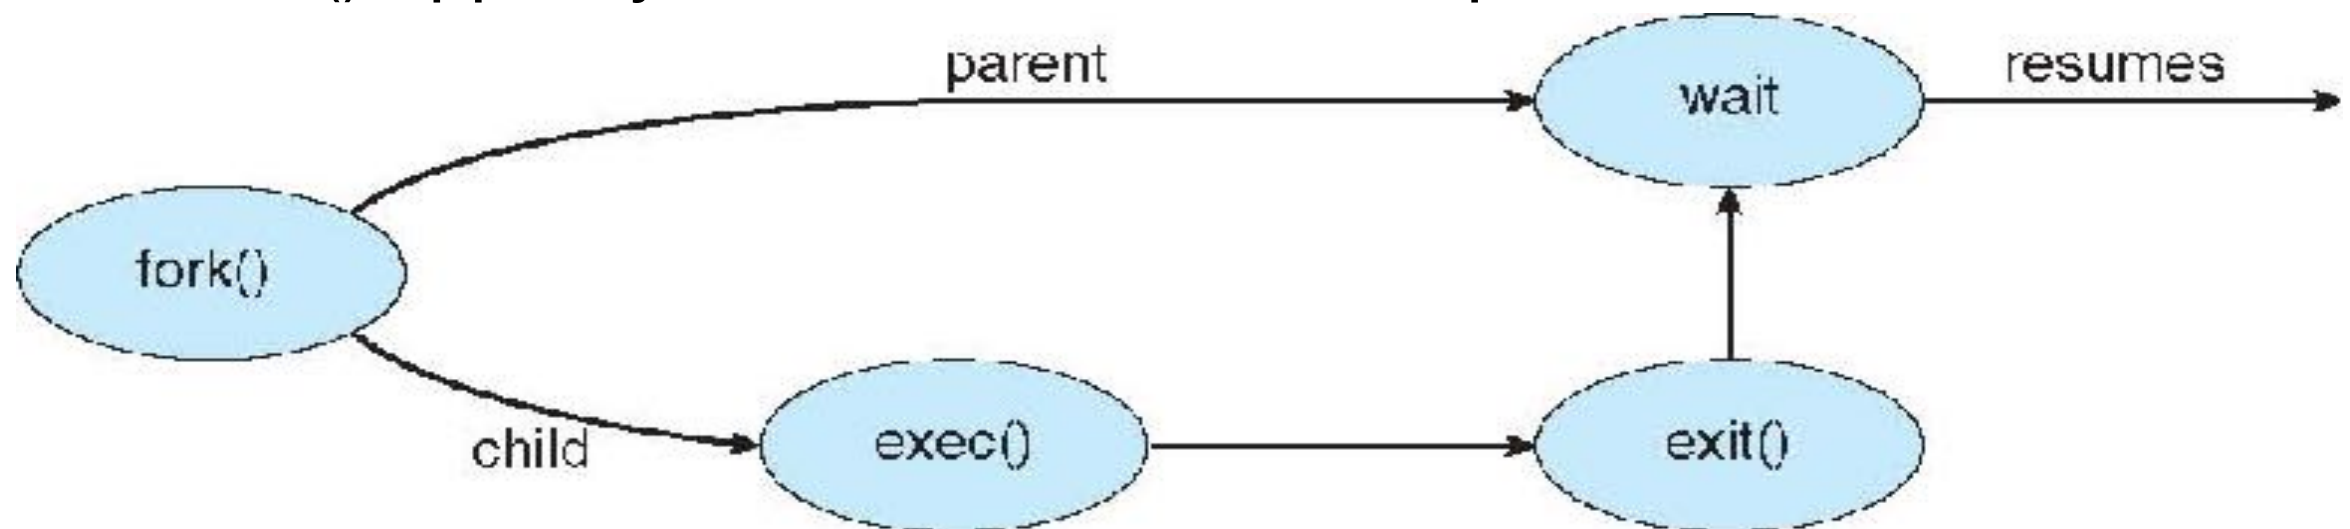 parent
wait
resumes
fork()
child
exec()
exit()